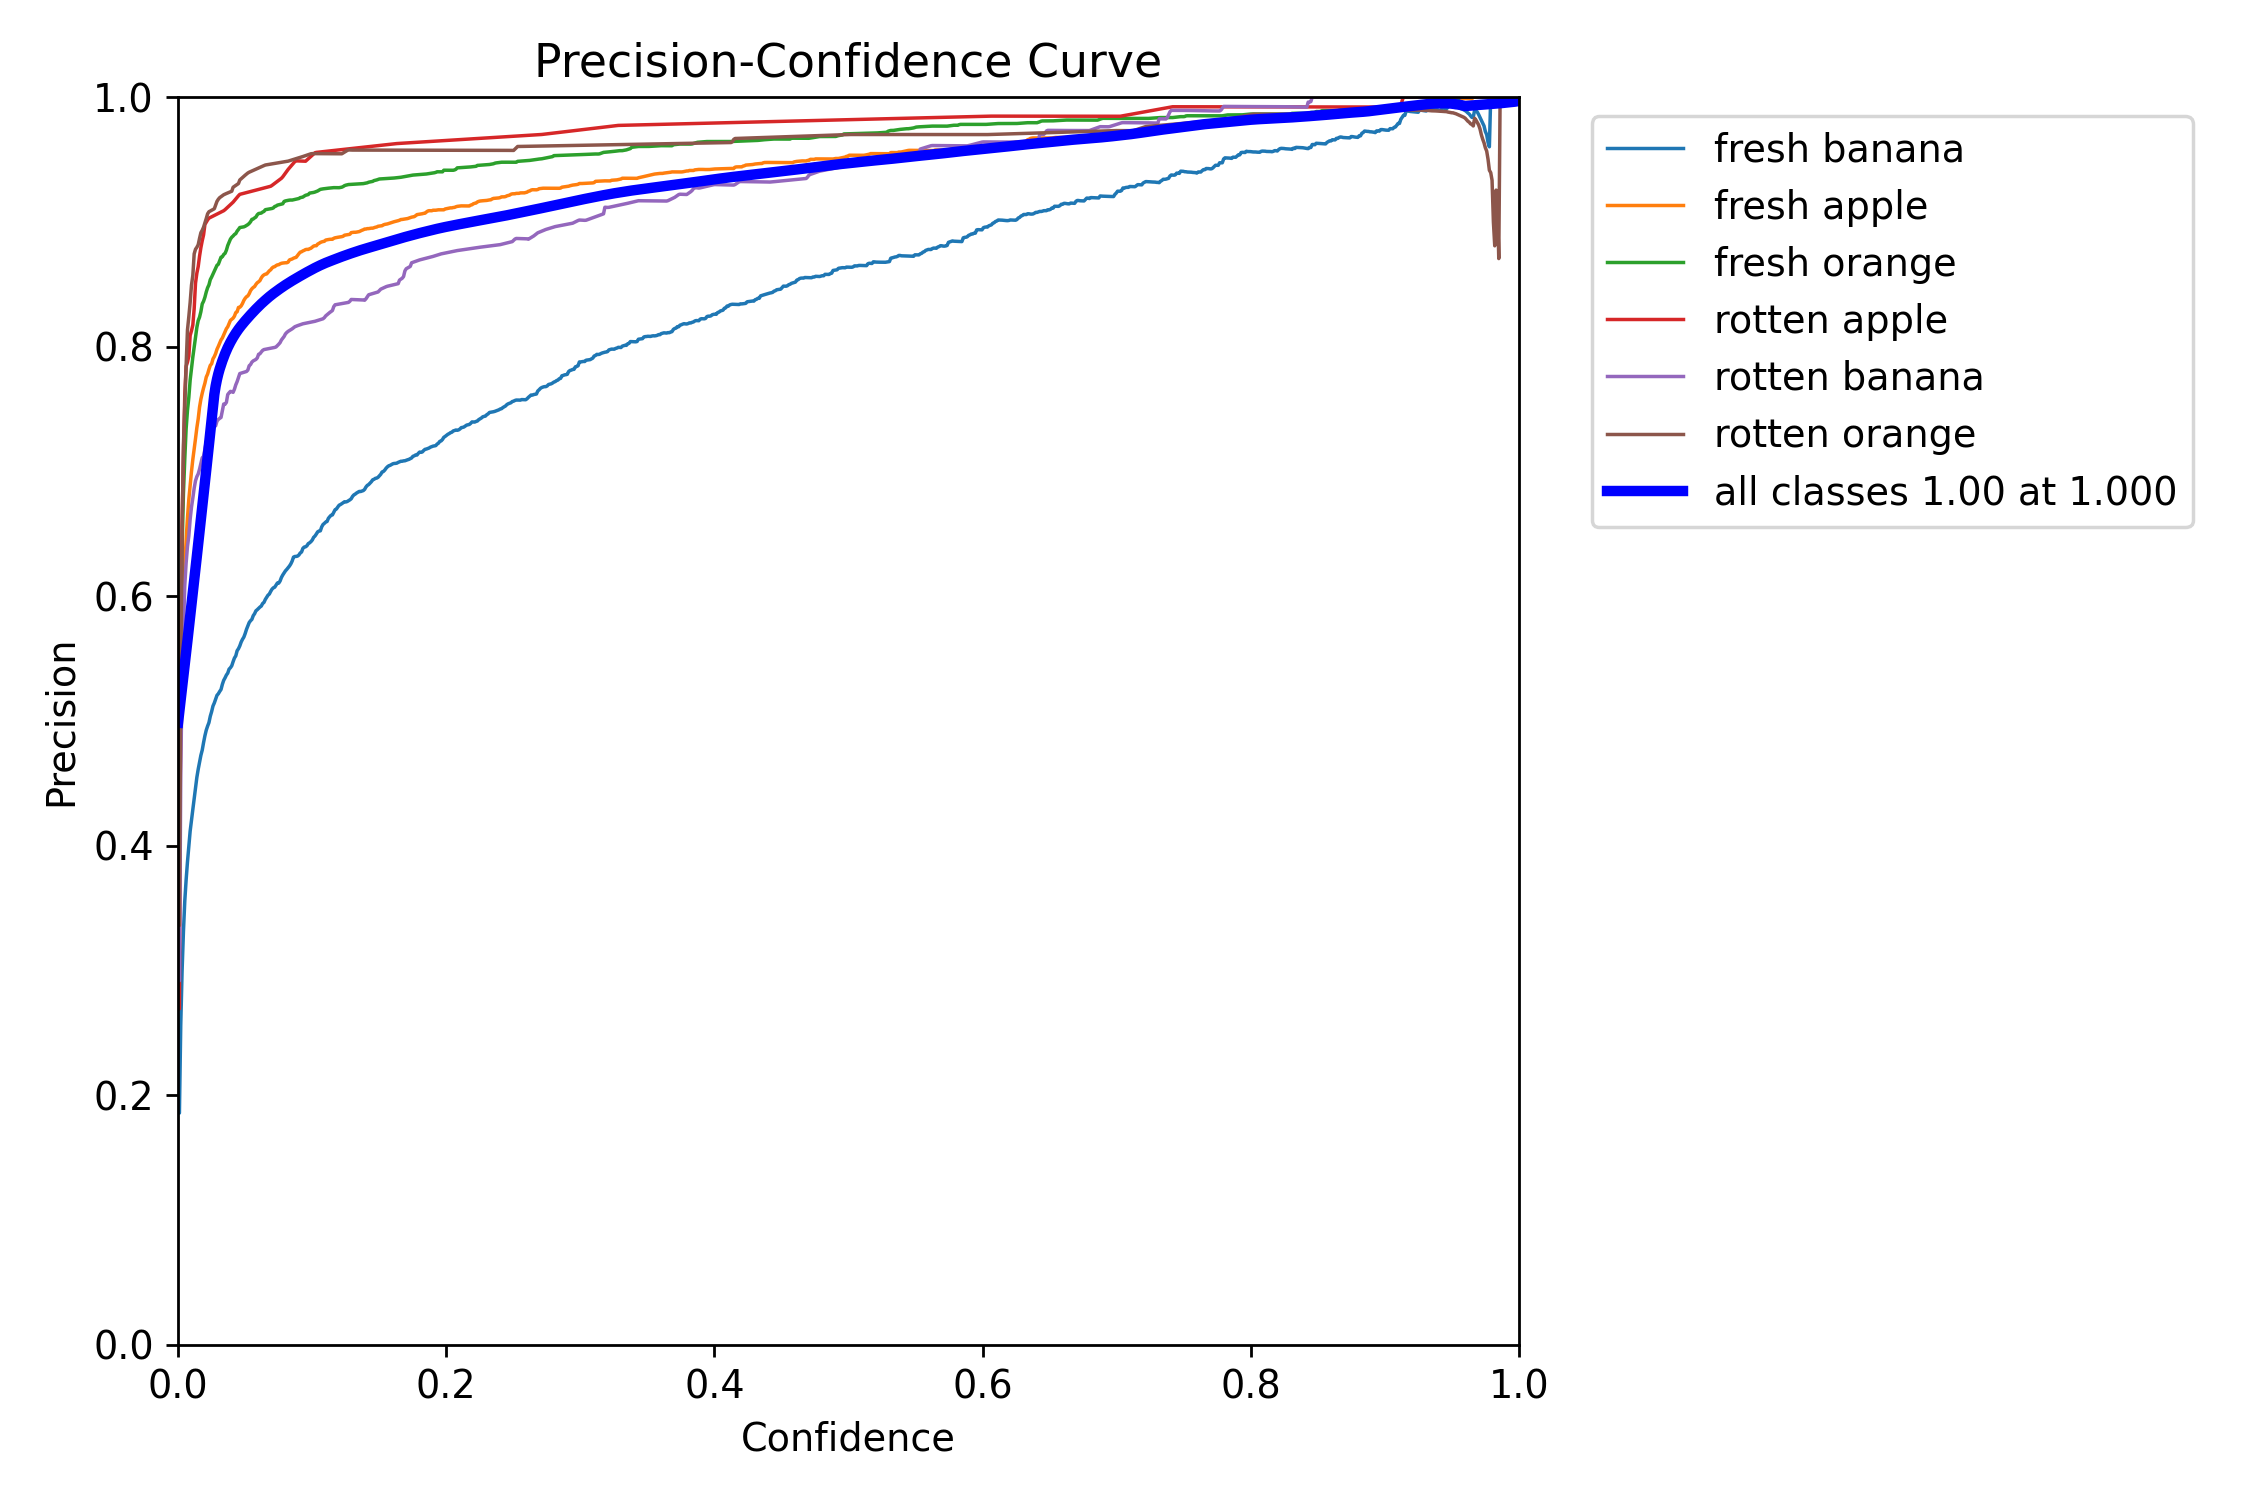 Precision-Confidence Curve
1.0
0.8
0.6
0.4
0.2
0.0
Precision
0.0 0.2 0.4 0.6 0.8 1.0
Confidence
fresh banana
fresh apple
fresh orange
rotten apple
rotten banana
rotten orange
all classes 1.00 at 1.000